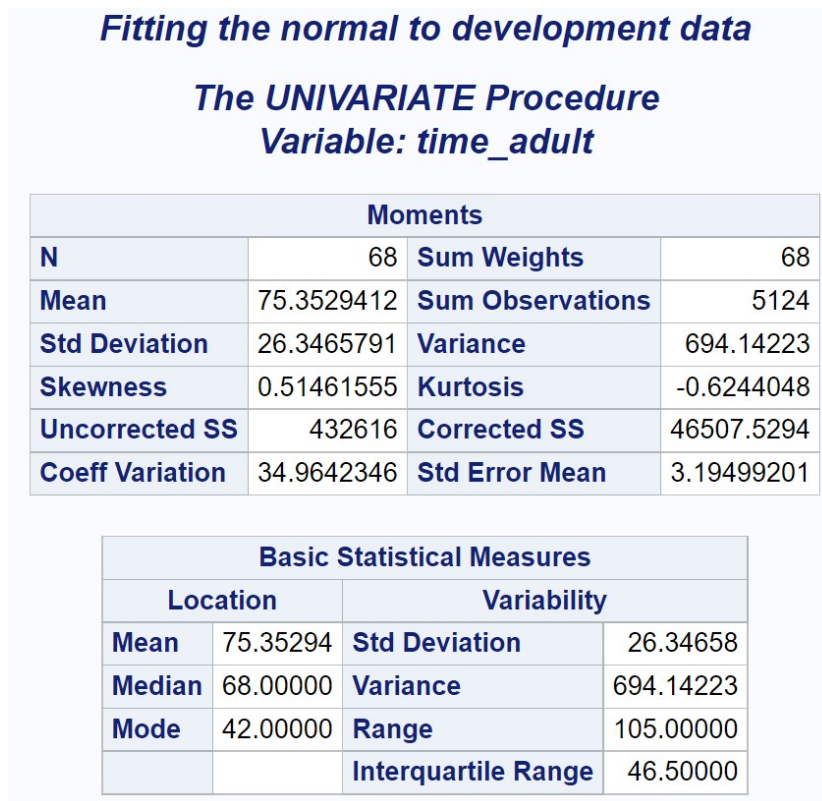 Fitting the normal to development data
The UNIVARIATE Procedure
Variable: time_adult
Moments
N 68 Sum Weights 68
Mean 75.3529412 Sum Observations 5124
Std Deviation 26.3465791 Variance 694.14223
Skewness 0.51461555 Kurtosis -0.6244048
Uncorrected SS 432616 Corrected SS 46507.5294
Coeff Variation 34.9642346 Std Error Mean 3.19499201
Basic Statistical Measures
Location Variability
Mean 75.35294 Std Deviation 26.34658
Median 68.00000 Variance 694.14223
Mode 42.00000 Range 105.00000
Interquartile Range 46.50000